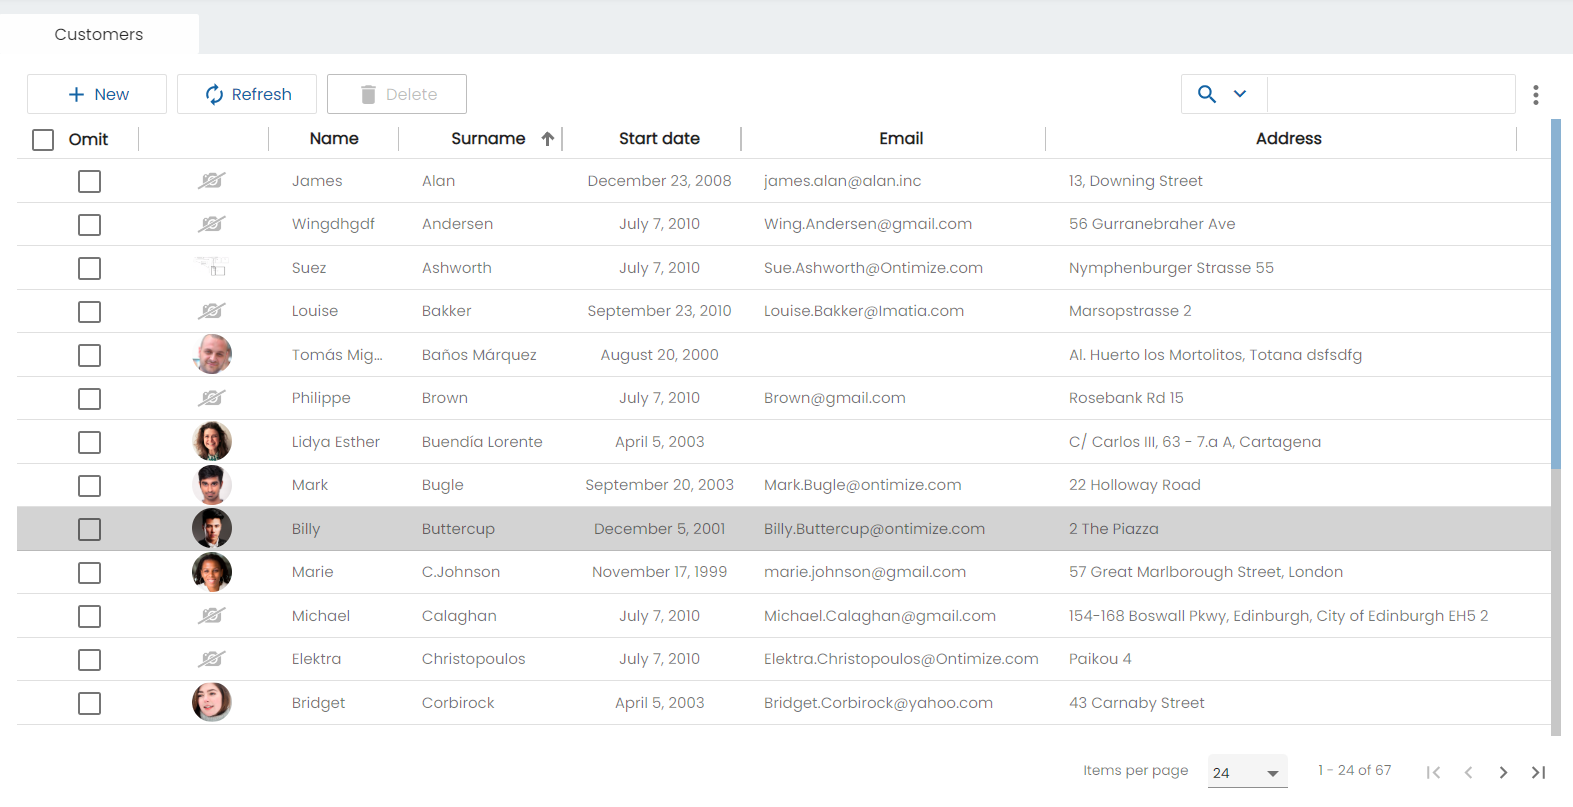 Customers
New Refresh Delete
Omit Name Surname Start date Email Address
James Alan December 23, 2008 james.alan@alan.inc 13, Downing Street
Wingdhgdf Andersen July 7, 2010 Wing.Andersen@gmail.com 56 Gurranebraher Ave
Suez Ashworth July 7, 2010 Sue.Ashworth@Ontimize.com Nymphenburger Strasse 55
Louise Bakker September 23, 2010 Louise.Bakker@Imatia.com Marsopstrasse 2
Tomás Mig... Baños Márquez August 20, 2000 Al. Huerto los Mortolitos, Totana dsfsdfg
Philippe Brown July 7, 2010 Brown@gmail.com Rosebank Rd 15
Lidya Esther Buendía Lorente April 5, 2003 C/ Carlos III, 63 - 7.a A, Cartagena
Mark Bugle September 20, 2003 Mark.Bugle@ontimize.com 22 Holloway Road
Billy Buttercup December 5, 2001 Billy.Buttercup@ontimize.com 2 The Piazza
Marie C.Johnson November 17, 1999 marie.johnson@gmail.com 57 Great Marlborough Street, London
Michael Calaghan July 7, 2010 Michael.Calaghan@gmail.com 154-168 Boswall Pkwy, Edinburgh, City of Edinburgh EH5 2
Elektra Christopoulos July 7, 2010 Elektra.Christopoulos@Ontimize.com Paikou 4
Bridget Corbirock April 5, 2003 Bridget.Corbirock@yahoo.com 43 Carnaby Street
Items per page 24 1 - 24 of 67